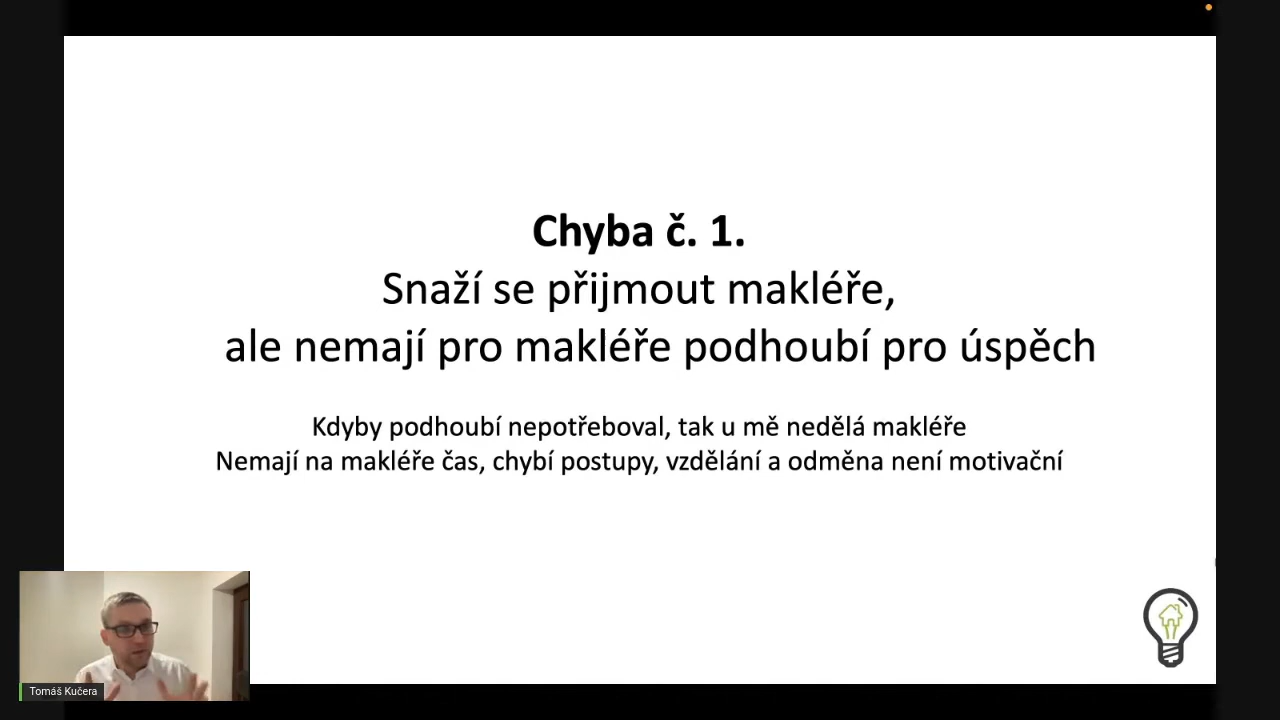 Chyba č. 1.
Snaží se přijmout makléře,
ale nemají pro makléře podhoubí pro úspěch
Kdyby podhoubí nepotřeboval, tak u mě nedělá makléře
Nemají na makléře čas, chybí postupy, vzdělání a odměna není motivační
Tomáš Kučera